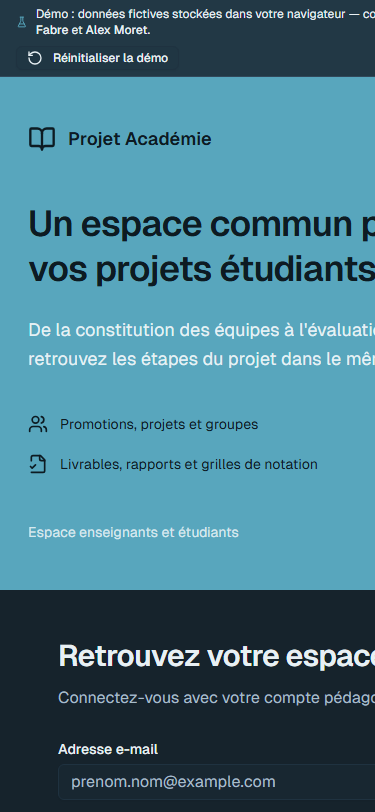 Démo : données fictives stockées dans votre navigateur — co
Fabre et Alex Moret.
Réinitialiser la démo
Projet Académie
Un espace commun p
vos projets étudiants
De la constitution des équipes à l'évaluati
retrouvez les étapes du projet dans le mê
Promotions, projets et groupes
Livrables, rapports et grilles de notation
Espace enseignants et étudiants
Retrouvez votre espace
Connectez-vous avec votre compte pédago
Adresse e-mail
prenom.nom@example.com